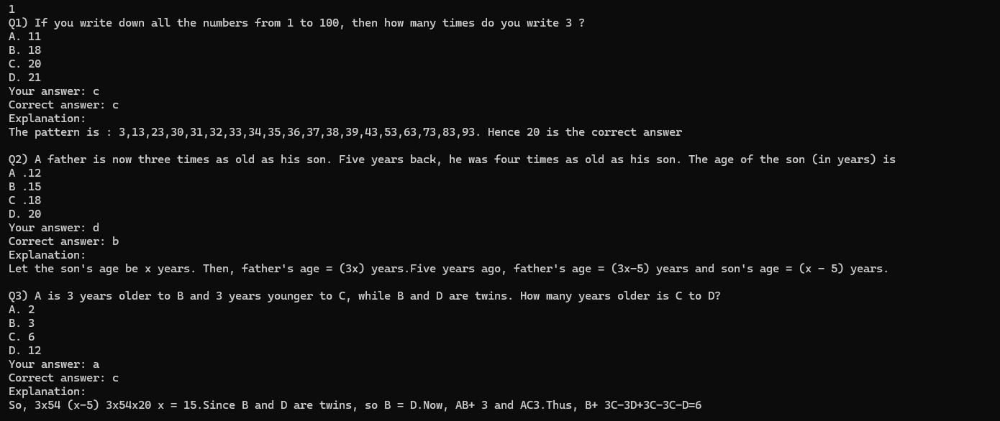 1
Q1) If you write down all the numbers from 1 to 100, then how many times do you write 3 ?
A. 11
B. 18
C. 20
D. 21
Your answer: c
Correct answer: c
Explanation:
The pattern is : 3,13,23,30,31,32,33,34,35,36,37,38,39,43,53,63,73,83,93. Hence 20 is the correct answer

Q2) A father is now three times as old as his son. Five years back, he was four times as old as his son. The age of the son (in years) is
A .12
B .15
C .18
D. 20
Your answer: d
Correct answer: b
Explanation:
Let the son's age be x years. Then, father's age = (3x) years.Five years ago, father's age = (3x-5) years and son's age = (x - 5) years.

Q3) A is 3 years older to B and 3 years younger to C, while B and D are twins. How many years older is C to D?
A. 2
B. 3
C. 6
D. 12
Your answer: a
Correct answer: c
Explanation:
So, 3x54 (x-5) 3x54x20 x = 15.Since B and D are twins, so B = D.Now, AB+ 3 and AC3.Thus, B+ 3C-3D+3C-3C-D=6